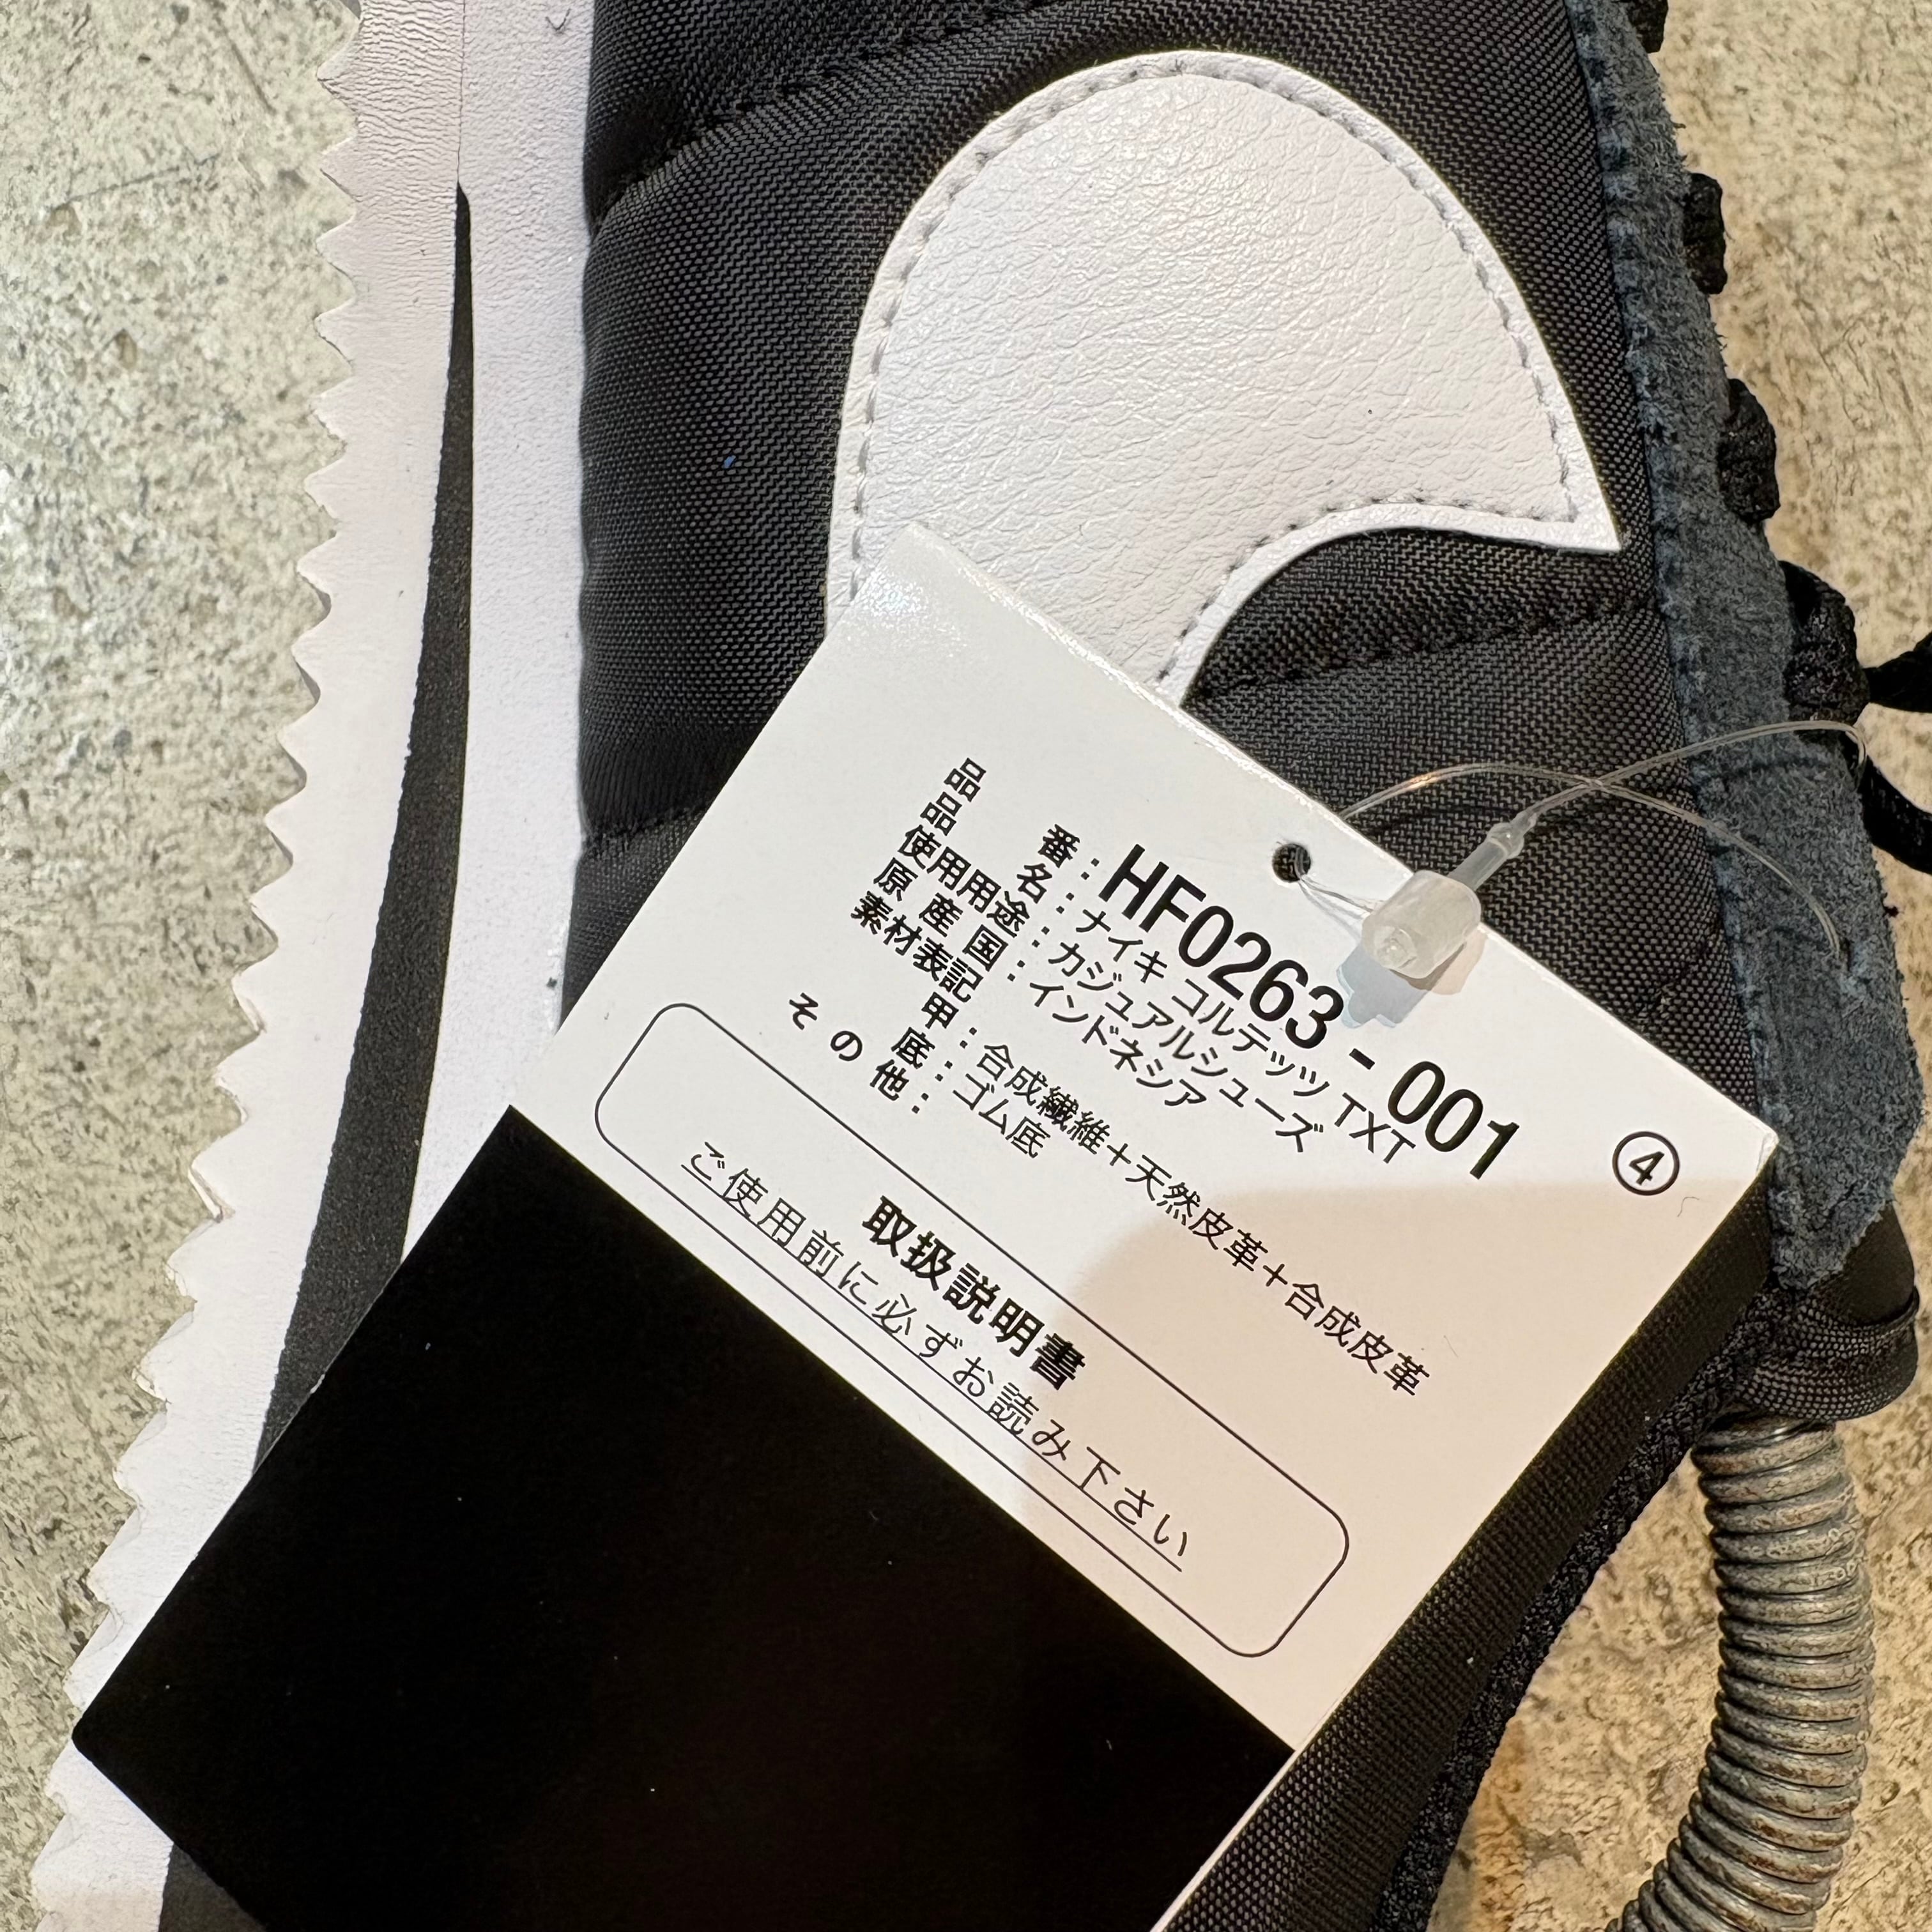 品番：HF0263-001
品名：ナイキ コルテッツ TXT
使用用途：カジュアルシューズ
原産国：インドネシア
素材表記
甲：合成繊維+天然皮革+合成皮革
底：ゴム底
その他：
④
取扱説明書
ご使用前に必ずお読み下さい